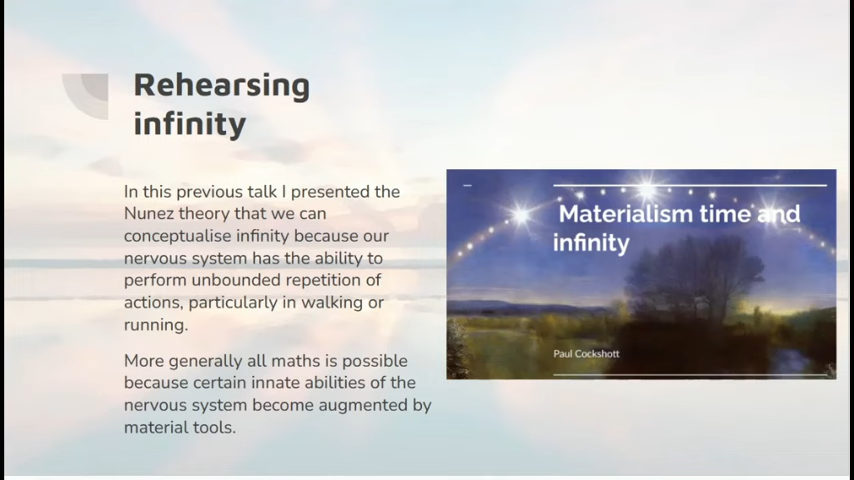 Rehearsing
infinity
In this previous talk I presented the
Nunez theory that we can
conceptualise infinity because our
nervous system has the ability to
perform unbounded repetition of
actions, particularly in walking or
running.
More generally all maths is possible
because certain innate abilities of the
nervous system become augmented by
material tools.
Materialism time and
infinity
Paul Cockshott